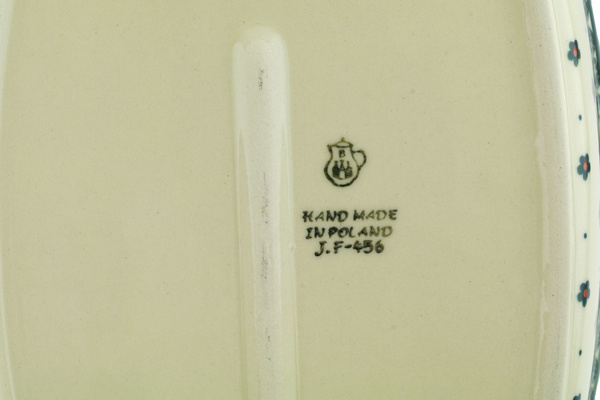 B
HAND MADE
IN POLAND
J.F-456